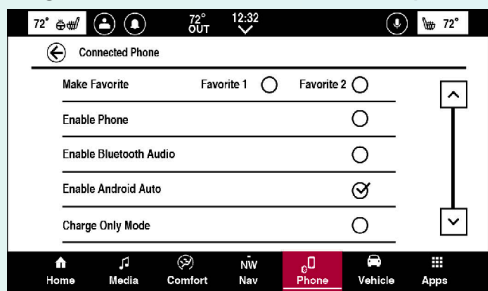 72° 72° OUT 12:32 72°
Connected Phone
Make Favorite Favorite 1 Favorite 2
Enable Phone
Enable Bluetooth Audio
Enable Android Auto
Charge Only Mode
NW
Home Media Comfort Nav Phone Vehicle Apps